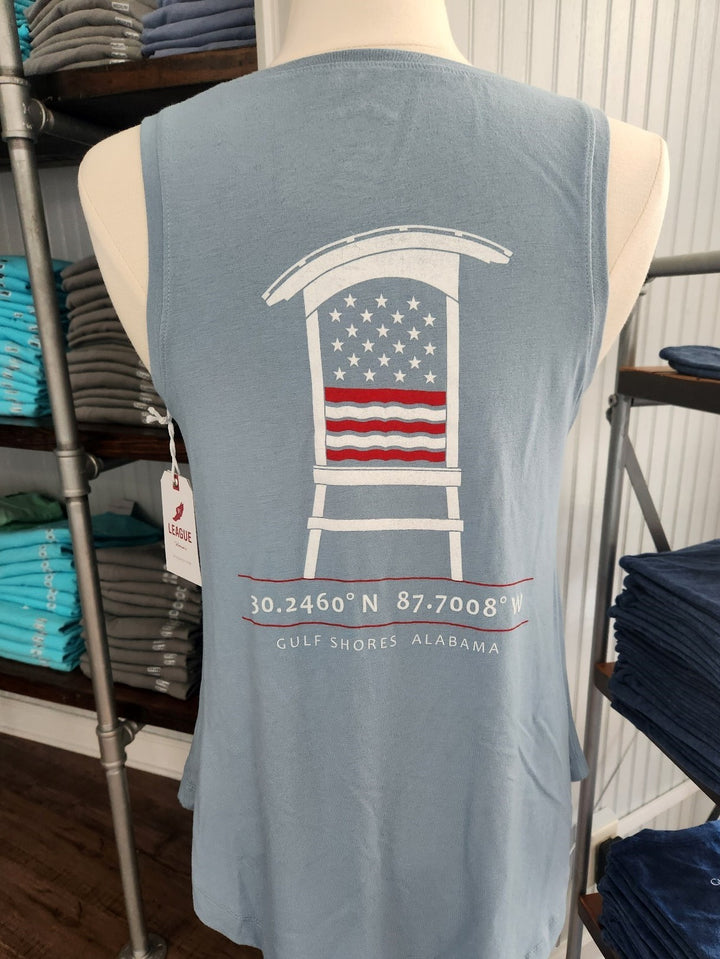 LEAGUE
30.2460° N 87.7008° W
GULF SHORES ALABAMA